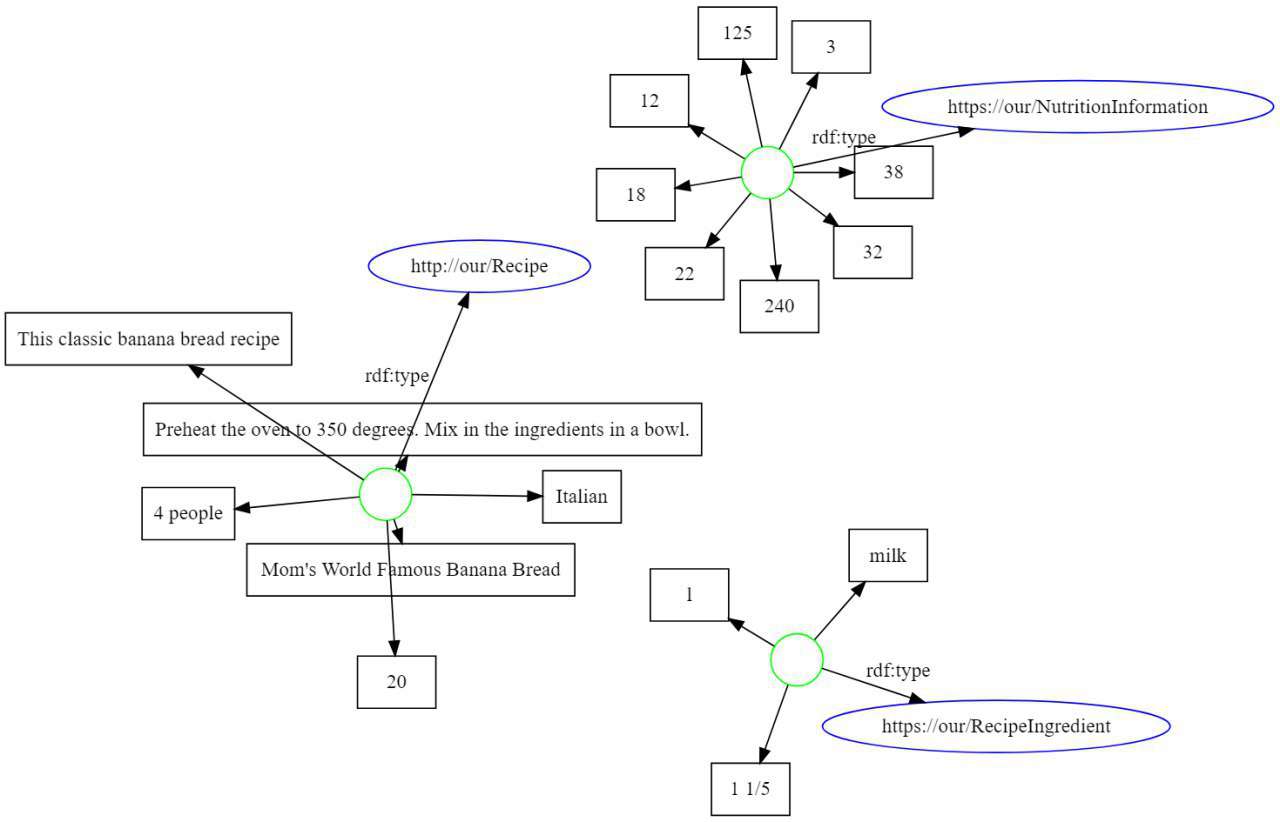 125
3
12
https://our/NutritionInformation
rdf:type
38
18
32
22
240
http://our/Recipe
This classic banana bread recipe
rdf:type
Preheat the oven to 350 degrees. Mix in the ingredients in a bowl.
Italian
4 people
Mom's World Famous Banana Bread
20
milk
1
rdf:type
https://our/RecipeIngredient
1 1/5